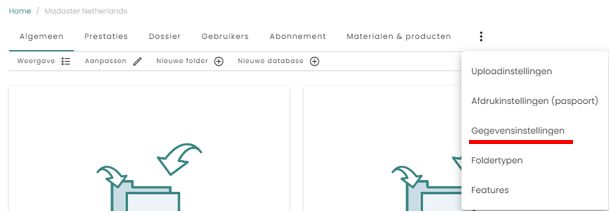 Home / Madaster Netherlands
Algemeen Prestaties Dossier Gebruikers Abonnement Materialen & producten
Weergave Aanpassen Nieuwe folder Nieuwe database
Uploadinstellingen
Afdrukinstellingen (paspoort)
Gegevensinstellingen
Foldertypen
Features